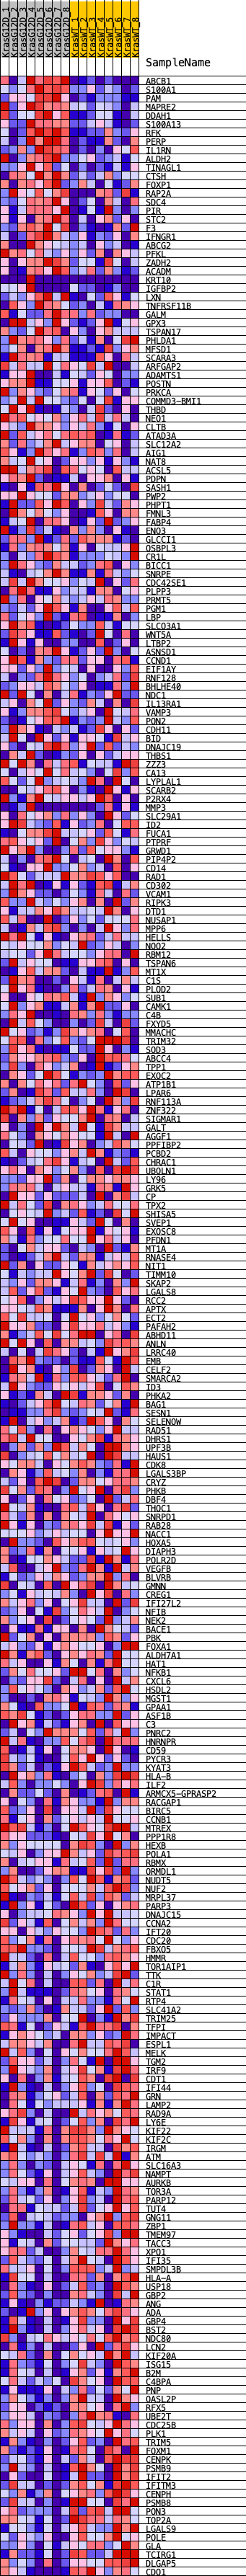 KrasG12D_1
KrasG12D_2
KrasG12D_3
KrasG12D_4
KrasG12D_5
KrasG12D_6
KrasG12D_7
KrasG12D_8
KrasWT_1
KrasWT_2
KrasWT_3
KrasWT_4
KrasWT_5
KrasWT_6
KrasWT_7
KrasWT_8
SampleName
ABCB1
S100A1
PAM
MAPRE2
DDAH1
S100A13
RFK
PERP
IL1RN
ALDH2
TINAGL1
CTSH
FOXP1
RAP2A
SDC4
PIR
STC2
F3
IFNGR1
ABCG2
PFKL
ZADH2
ACADM
KRT10
IGFBP2
LXN
TNFRSF11B
GALM
GPX3
TSPAN17
PHLDA1
MFSD1
SCARA3
ARFGAP2
ADAMTS1
POSTN
PRKCA
COMMD3-BMI1
THBD
NEO1
CLTB
ATAD3A
SLC12A2
AIG1
NAT8
ACSL5
PDPN
SASH1
PWP2
PHPT1
FMNL3
FABP4
ENO3
GLCCI1
OSBPL3
CR1L
BICC1
SNRPE
CDC42SE1
PLPP3
PRMT5
PGM1
LBP
SLCO3A1
WNT5A
LTBP2
ASNSD1
CCND1
EIF1AY
RNF128
BHLHE40
NDC1
IL13RA1
VAMP3
PON2
CDH11
BID
DNAJC19
THBS1
ZZZ3
CA13
LYPLAL1
SCARB2
P2RX4
MMP3
SLC29A1
ID2
FUCA1
PTPRF
GRWD1
PIP4P2
CD14
RAD1
CD302
VCAM1
RIPK3
DTD1
NUSAP1
MPP6
HELLS
NQO2
RBM12
TSPAN6
MT1X
C1S
PLOD2
SUB1
CAMK1
C4B
FXYD5
MMACHC
TRIM32
SOD3
ABCC4
TPP1
EXOC2
ATP1B1
LPAR6
RNF113A
ZNF322
SIGMAR1
GALT
AGGF1
PPFIBP2
PCBD2
CHRAC1
UBQLN1
LY96
GRK5
CP
TPX2
SHISA5
SVEP1
EXOSC8
PFDN1
MT1A
RNASE4
NIT1
TIMM10
SKAP2
LGALS8
RCC2
APTX
ECT2
PAFAH2
ABHD11
ANLN
LRRC40
EMB
CELF2
SMARCA2
ID3
PHKA2
BAG1
SESN1
SELENOW
RAD51
DHRS1
UPF3B
HAUS1
CDK8
LGALS3BP
CRYZ
PHKB
DBF4
THOC1
SNRPD1
RAB28
NACC1
HOXA5
DIAPH3
POLR2D
VEGFB
BLVRB
GMNN
CREG1
IFI27L2
NFIB
NEK2
BACE1
PBK
FOXA1
ALDH7A1
HAT1
NFKB1
CXCL6
HSDL2
MGST1
GPAA1
ASF1B
C3
PNRC2
HNRNPR
CD59
PYCR3
KYAT3
HLA-B
ILF2
ARMCX5-GPRASP2
RACGAP1
BIRC5
CCNB1
MTREX
PPP1R8
HEXB
POLA1
RBMX
ORMDL1
NUDT5
NUF2
MRPL37
PARP3
DNAJC15
CCNA2
IFT20
CDC20
FBXO5
HMMR
TOR1AIP1
TTK
C1R
STAT1
RTP4
SLC41A2
TRIM25
TFPI
IMPACT
ESPL1
MELK
TGM2
IRF9
CDT1
IFI44
GRN
LAMP2
RAD9A
LY6E
KIF22
KIF2C
IRGM
ATM
SLC16A3
NAMPT
AURKB
TOR3A
PARP12
TUT4
GNG11
ZBP1
TMEM97
TACC3
XPO1
IFI35
SMPDL3B
HLA-A
USP18
GBP2
ANG
ADA
GBP4
BST2
NDC80
LCN2
KIF20A
ISG15
B2M
C4BPA
PNP
OASL2P
RFX5
UBE2T
CDC25B
PLK1
TRIM5
FOXM1
CENPK
PSMB9
IFIT2
IFITM3
CENPH
PSMB8
PON3
TOP2A
LGALS9
POLE
GLA
TCIRG1
DLGAP5
CDO1